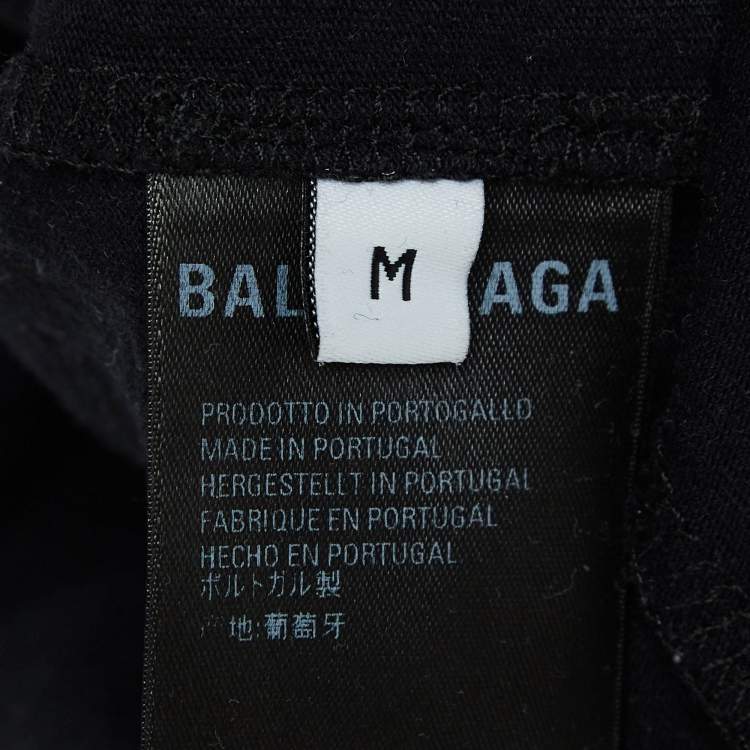 BAL AGA
M
PRODOTTO IN PORTOGALLO
MADE IN PORTUGAL
HERGESTELLT IN PORTUGAL
FABRIQUE EN PORTUGAL
HECHO EN PORTUGAL
ポルトガル製
产地:葡萄牙